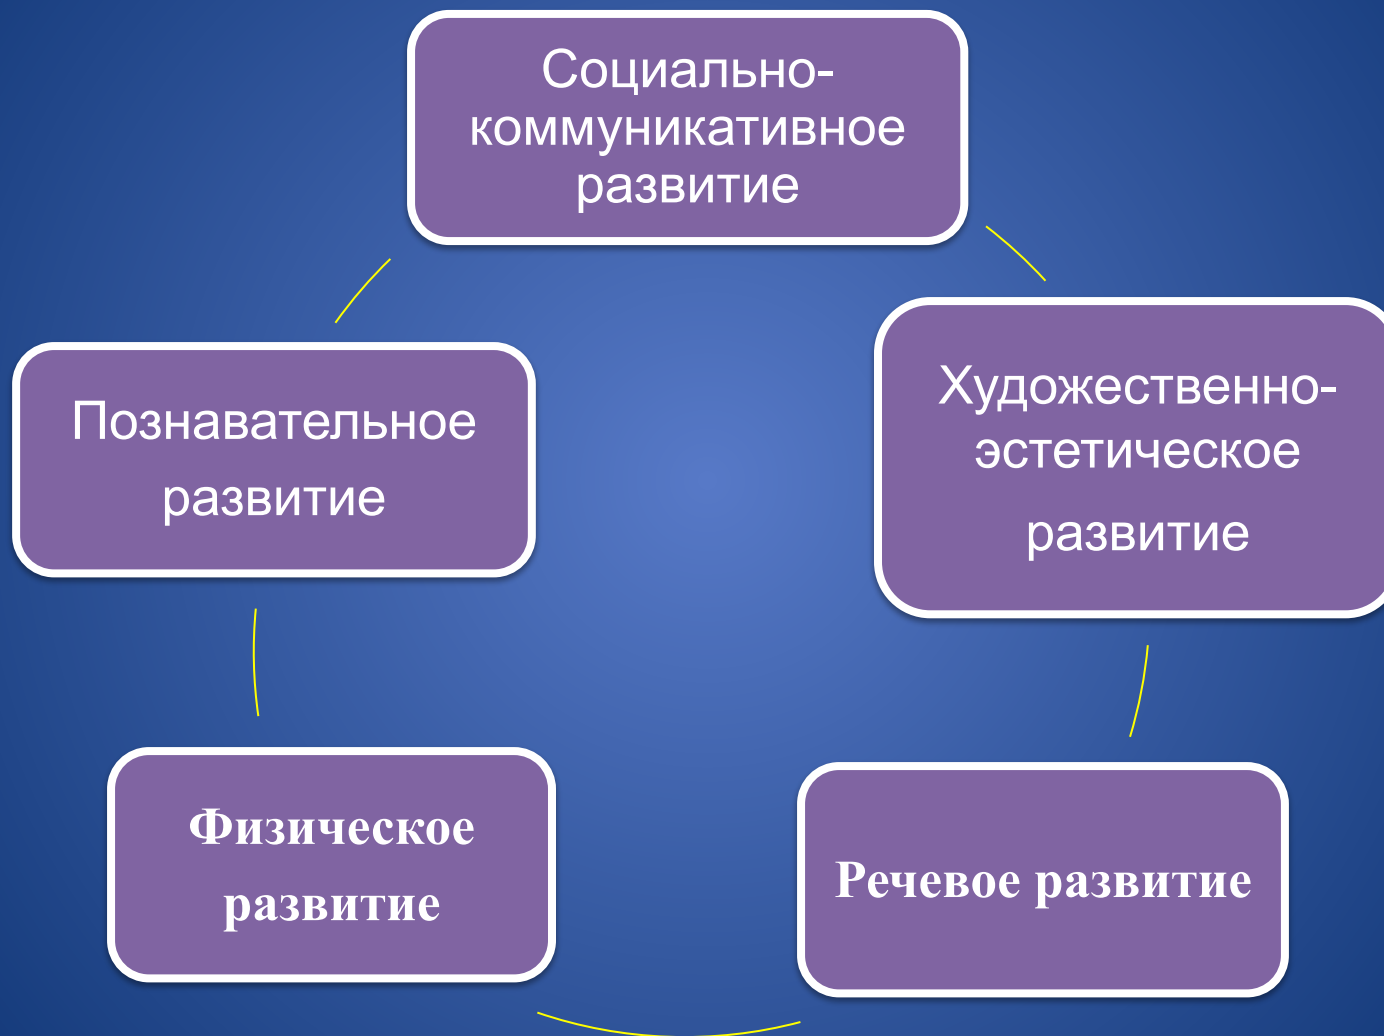 Социально-
коммуникативное
развитие
Художественно-
эстетическое
развитие
Познавательное
развитие
Физическое
развитие
Речевое развитие